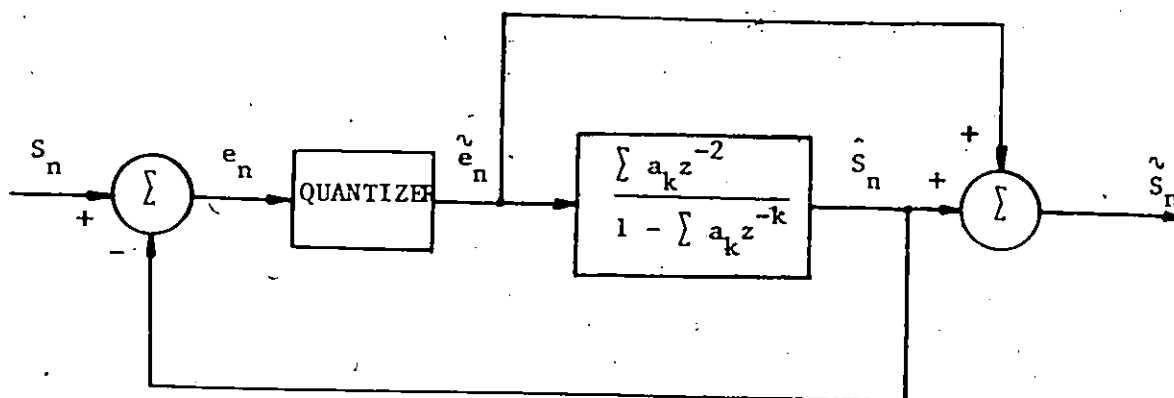 S_n
+
-
Σ
e_n
QUANTIZER
ẽ_n
Σ a_k z^{-2}
1 - Σ a_k z^{-k}
Ŝ_n
+
+
Σ
S̃_n